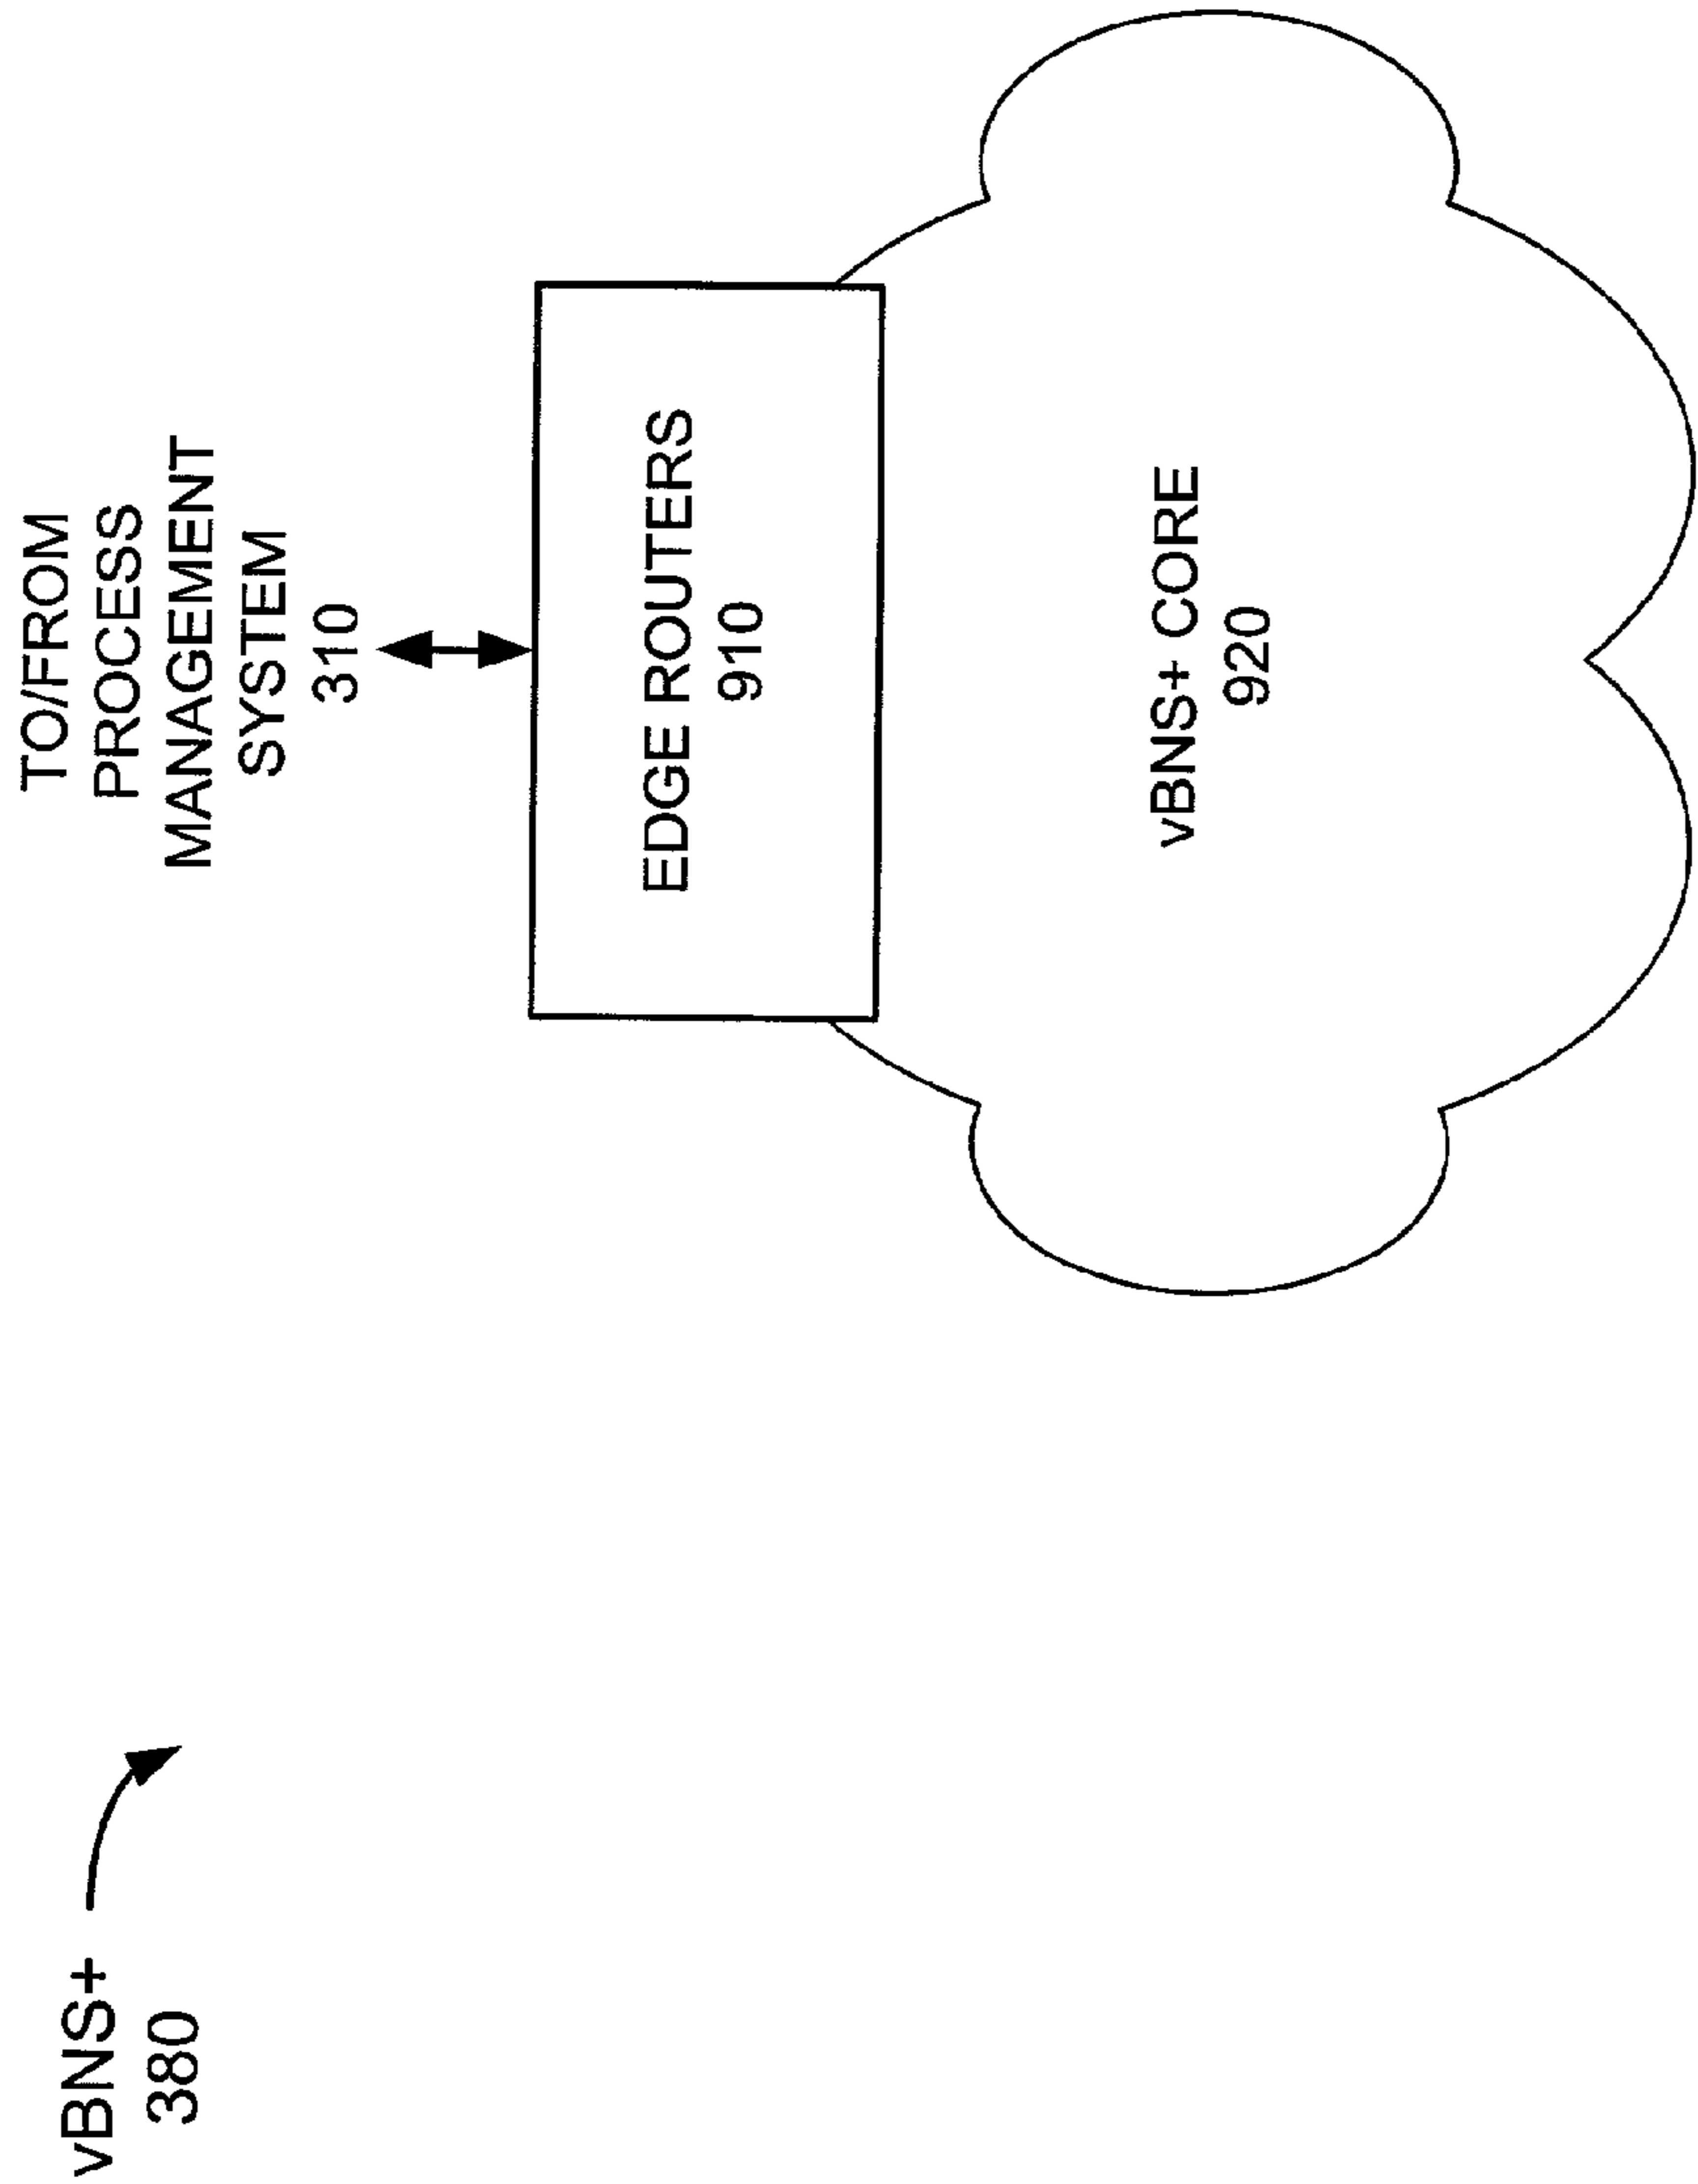 vBNS+
380
TO/FROM
PROCESS
MANAGEMENT
SYSTEM
310
EDGE ROUTERS
910
vBNS+ CORE
920